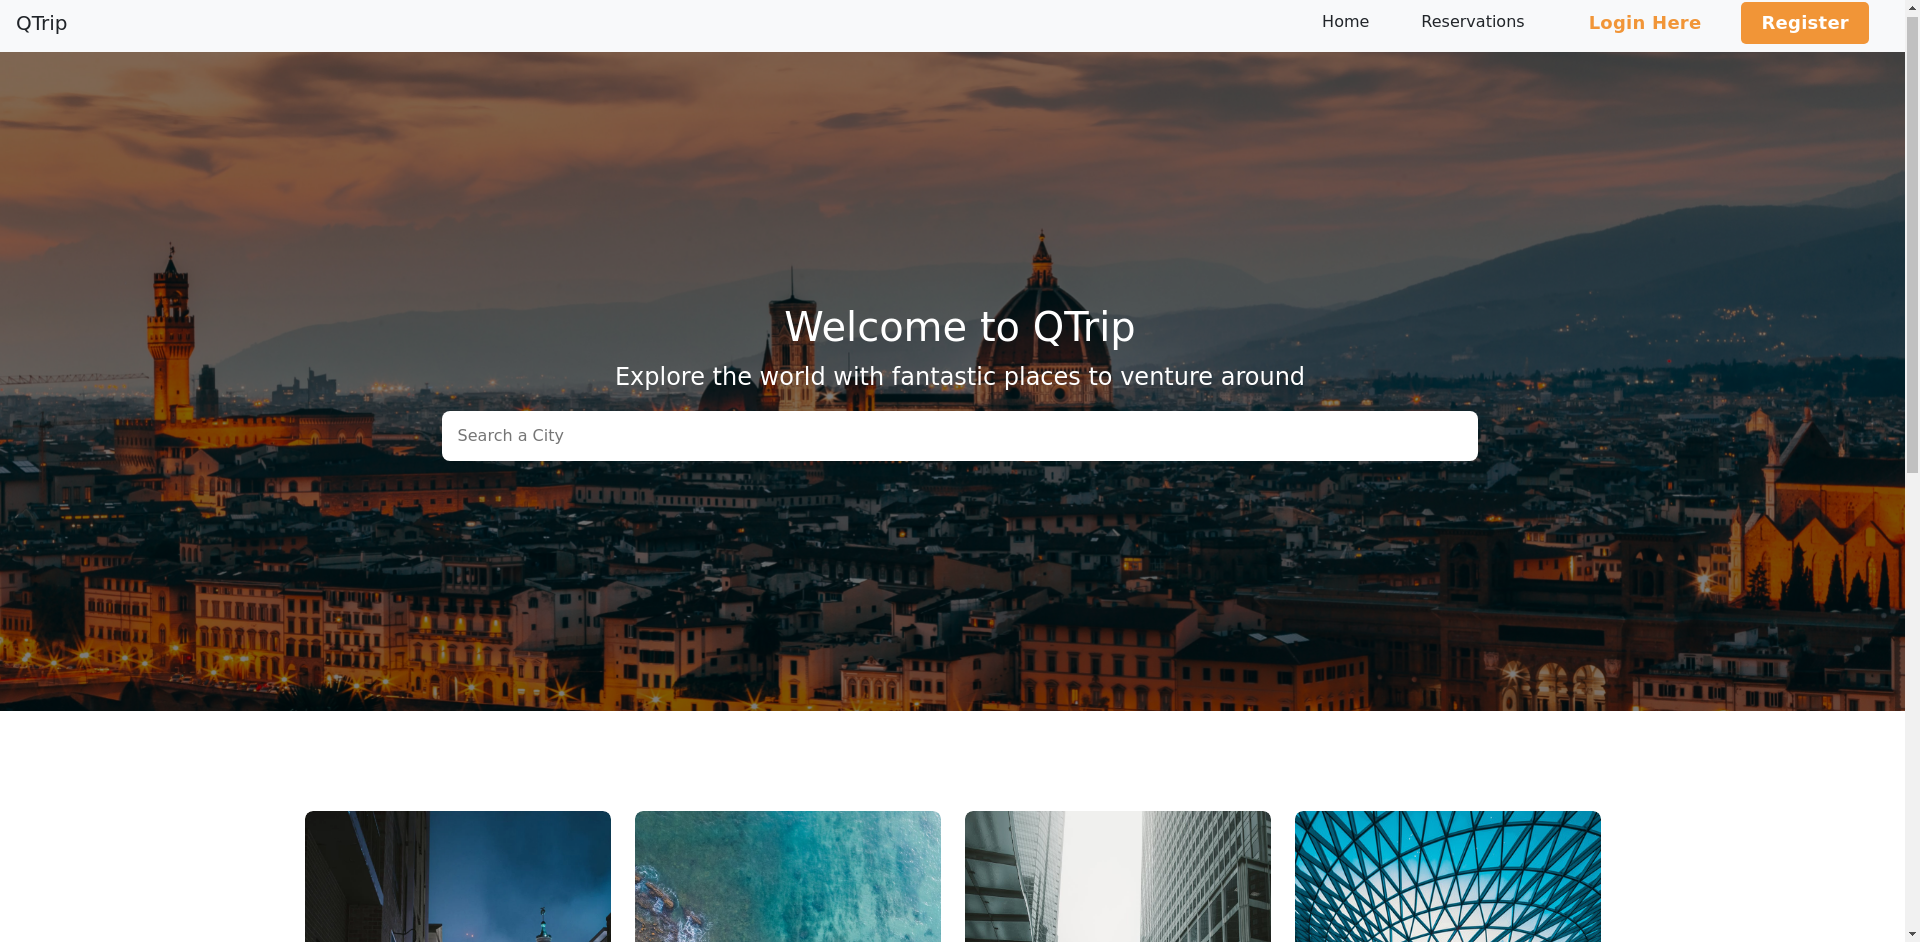 QTrip
Home
Reservations
Login Here
Register
Welcome to QTrip
Explore the world with fantastic places to venture around
Search a City